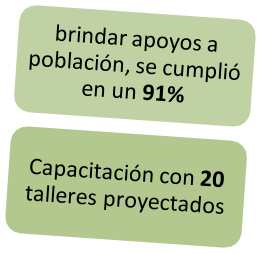 brindar apoyos a
población, se cumplió
en un 91%
Capacitación con 20
talleres proyectados